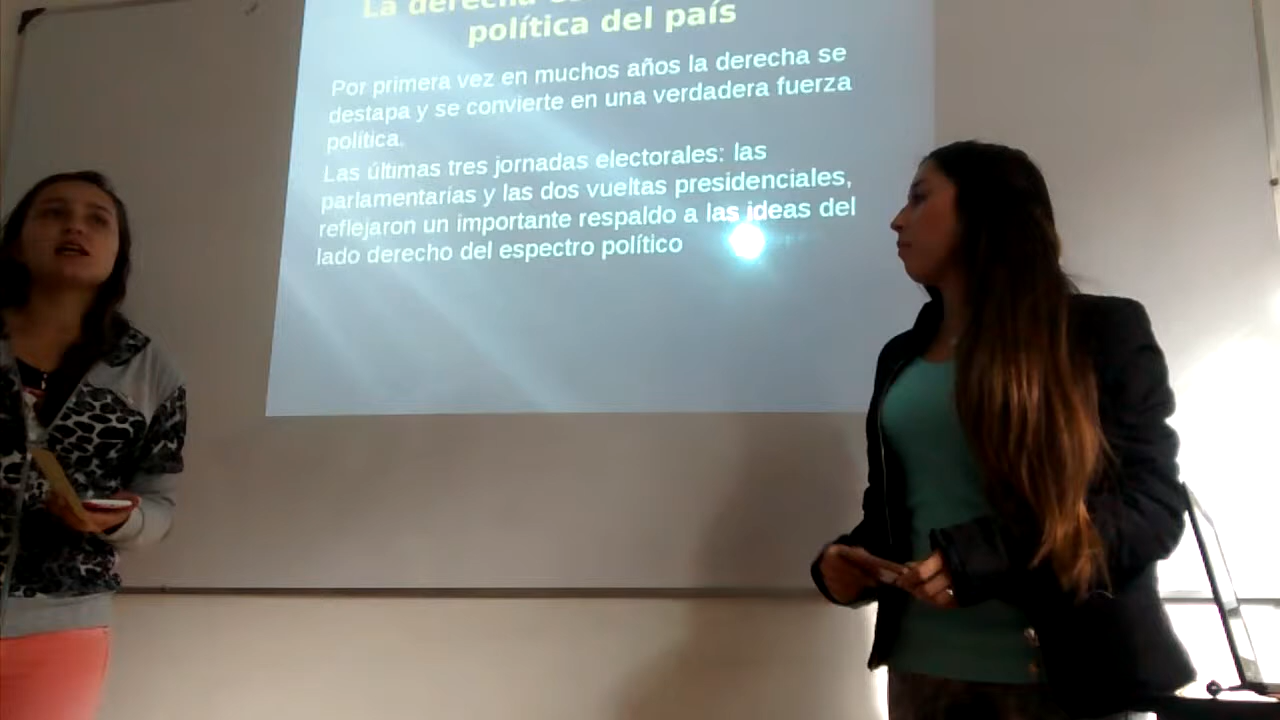 La derecha
política del país
Por primera vez en muchos años la derecha se
destapa y se convierte en una verdadera fuerza
política.
Las últimas tres jornadas electorales: las
parlamentarias y las dos vueltas presidenciales,
reflejaron un importante respaldo a las ideas del
lado derecho del espectro político